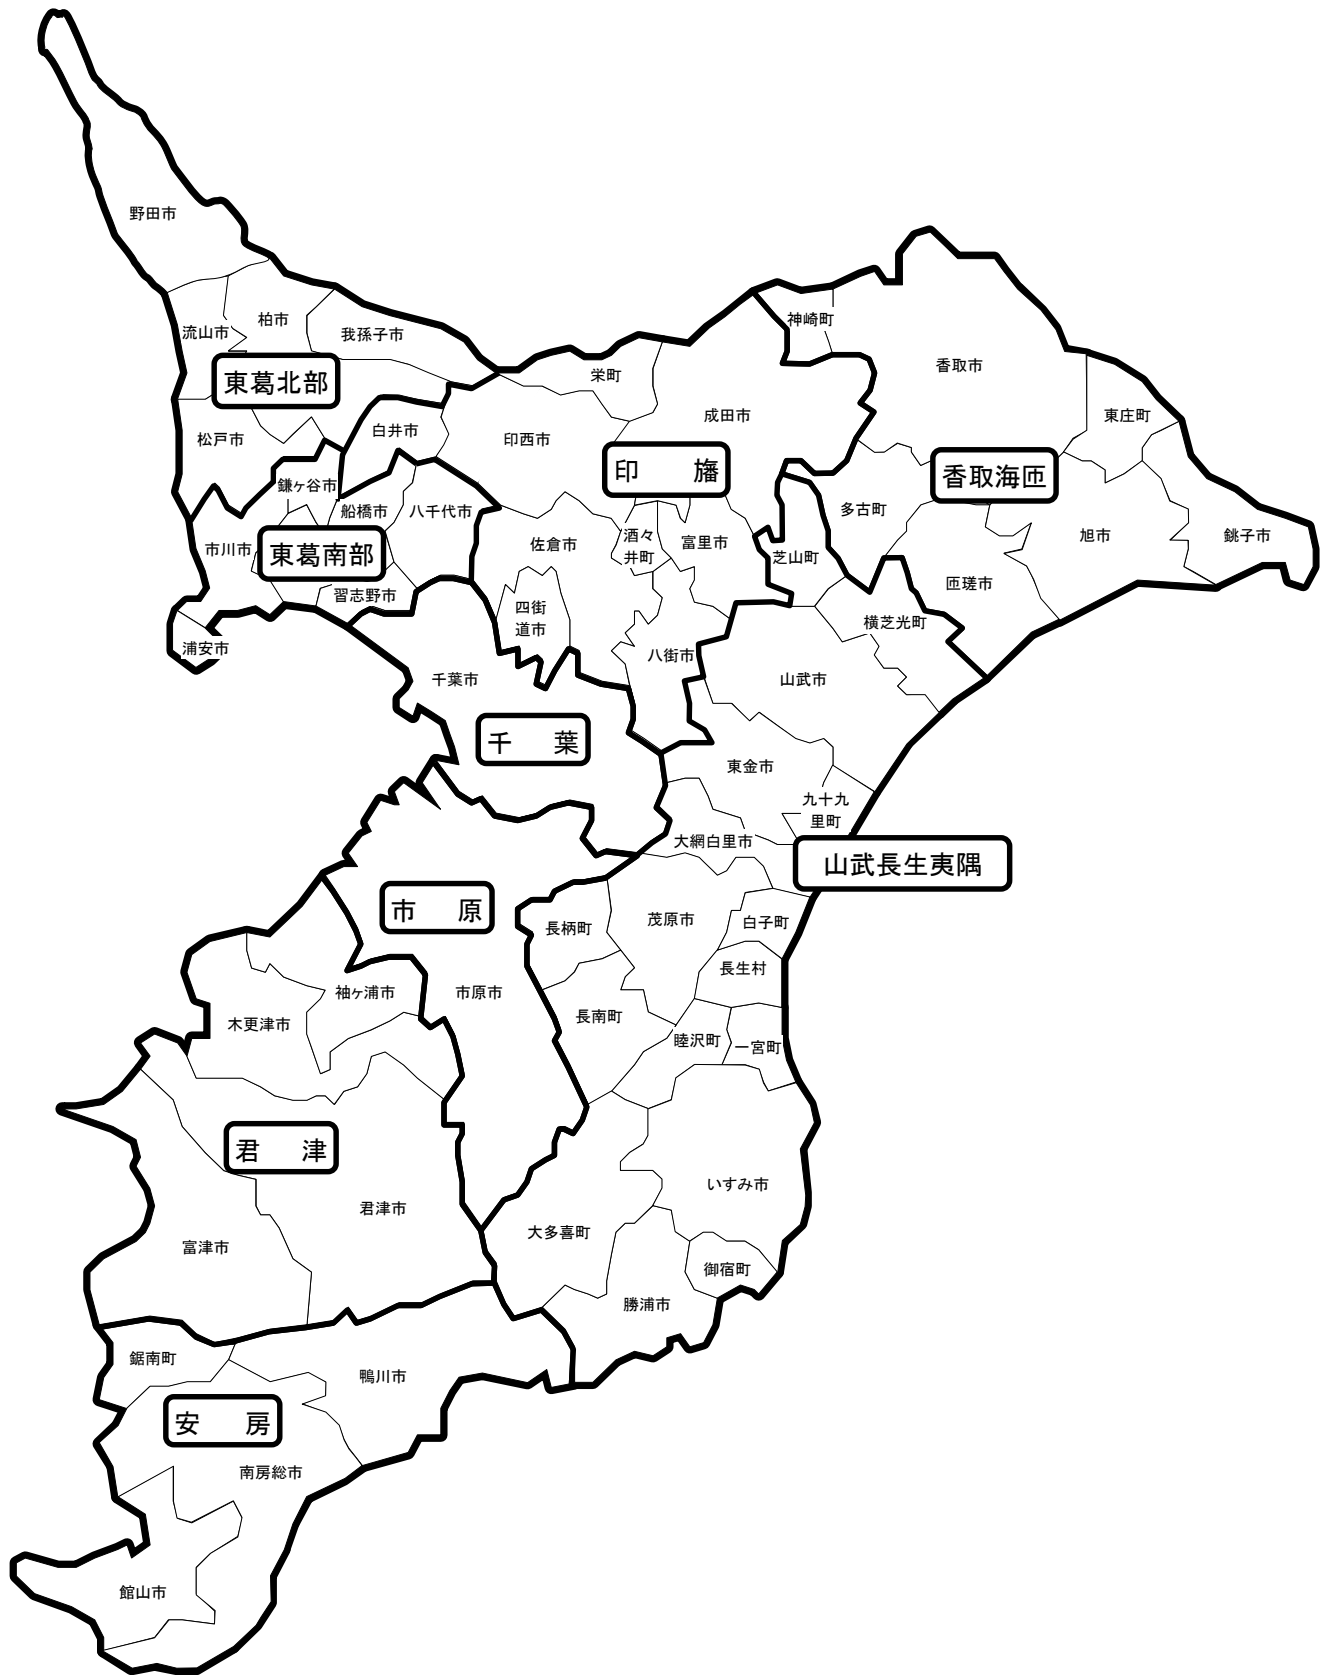 野田市
流山市
柏市
我孫子市
東葛北部
松戸市
鎌ヶ谷市
船橋市
八千代市
白井市
市川市
東葛南部
習志野市
浦安市
栄町
成田市
印西市
印　旛
佐倉市
酒々
井町
富里市
四街
道市
八街市
神崎町
香取市
東庄町
香取海匝
多古町
旭市
銚子市
匝瑳市
芝山町
横芝光町
山武市
東金市
九十九
里町
大網白里市
山武長生夷隅
千葉市
千　葉
市　原
市原市
長柄町
茂原市
白子町
長生村
長南町
睦沢町
一宮町
いすみ市
大多喜町
御宿町
勝浦市
袖ヶ浦市
木更津市
君　津
君津市
富津市
鋸南町
鴨川市
安　房
南房総市
館山市